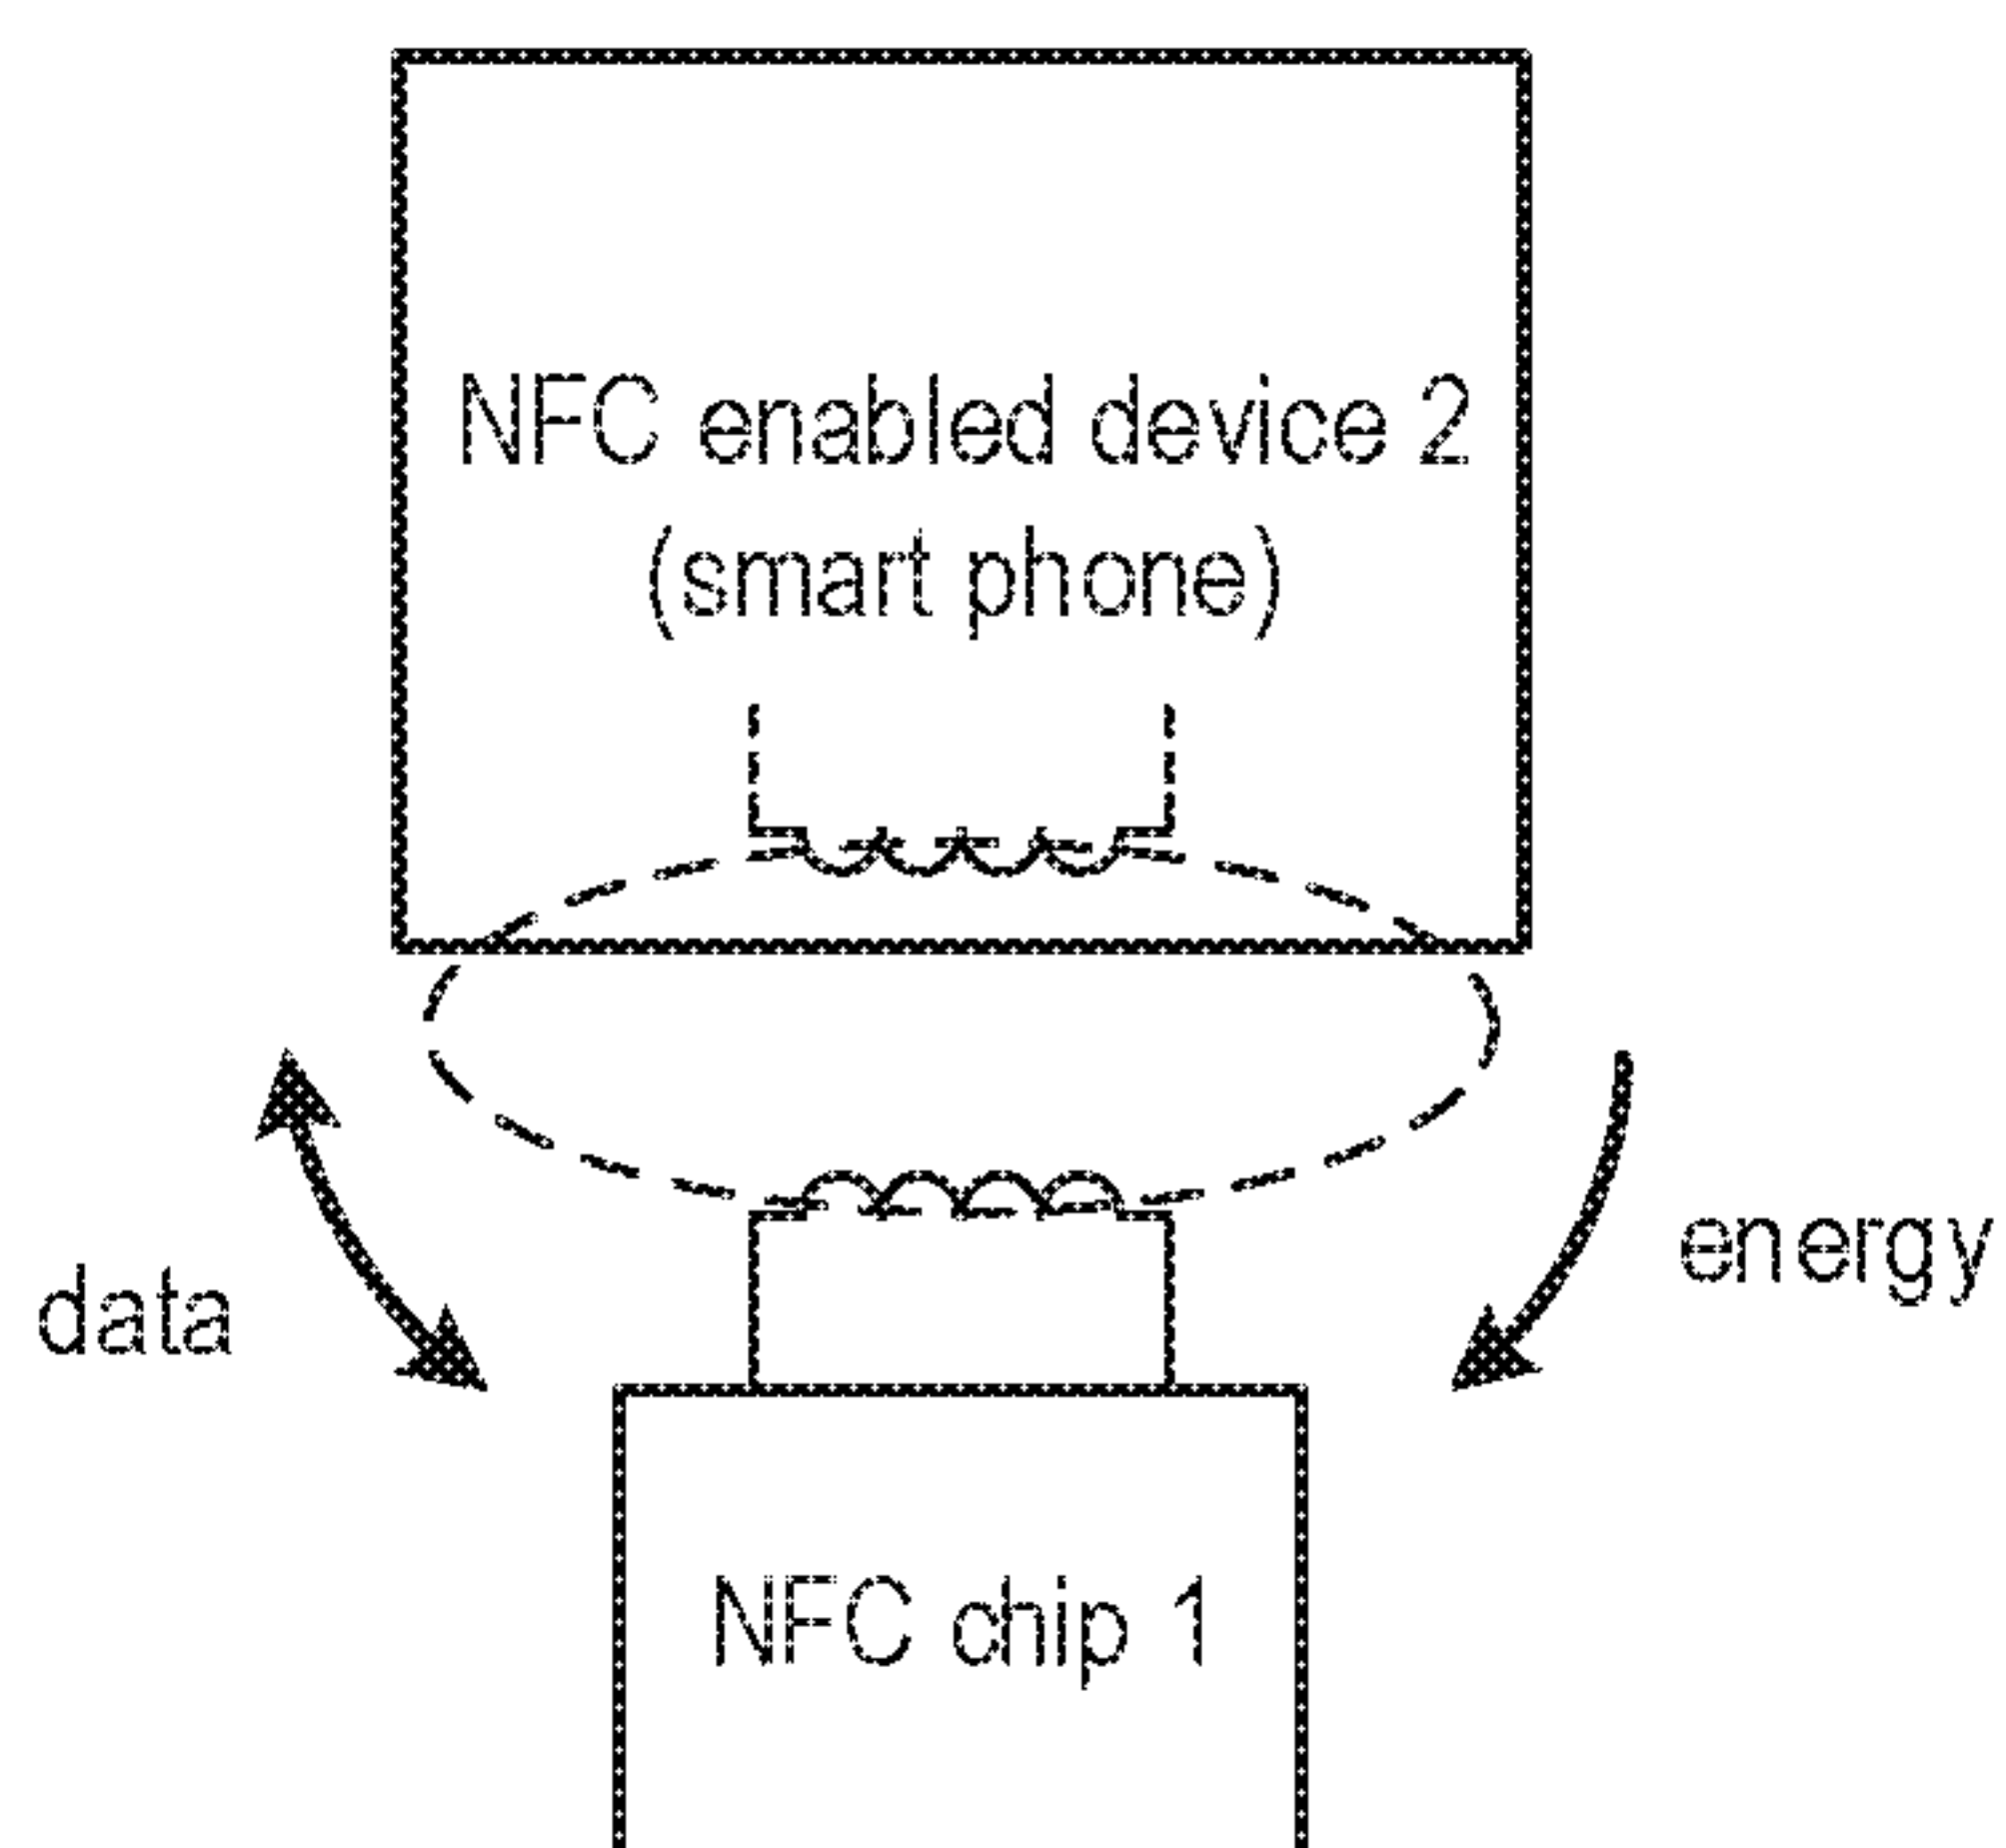 NFC enabled device 2
(smart phone)
data
energy
NFC chip 1